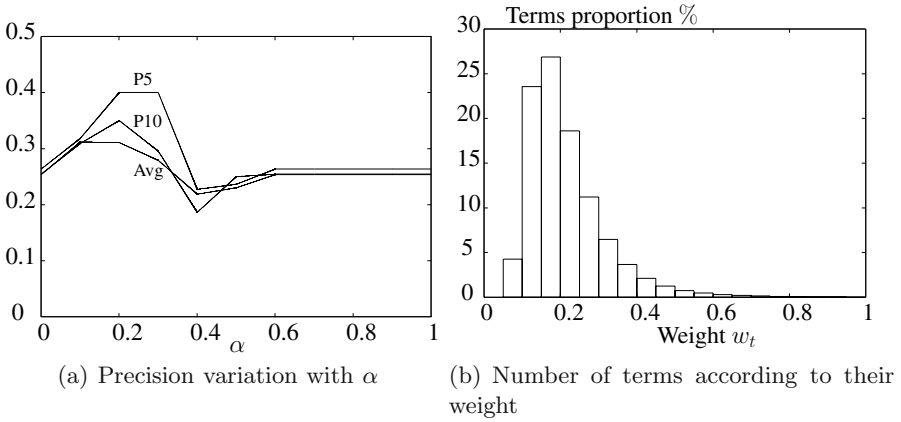 0.5
0.4
0.3
0.2
0.1
0
P5
P10
Avg
0 0.2 0.4 0.6 0.8 1
α
(a) Precision variation with α
Terms proportion %
30
25
20
15
10
5
0
0 0.2 0.4 0.6 0.8 1
Weight wₜ
(b) Number of terms according to their
weight